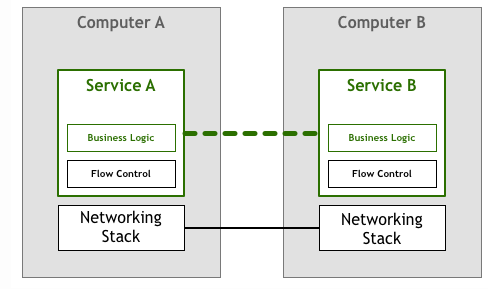 Computer A
Computer B
Service A
Service B
Business Logic
Business Logic
Flow Control
Flow Control
Networking
Stack
Networking
Stack